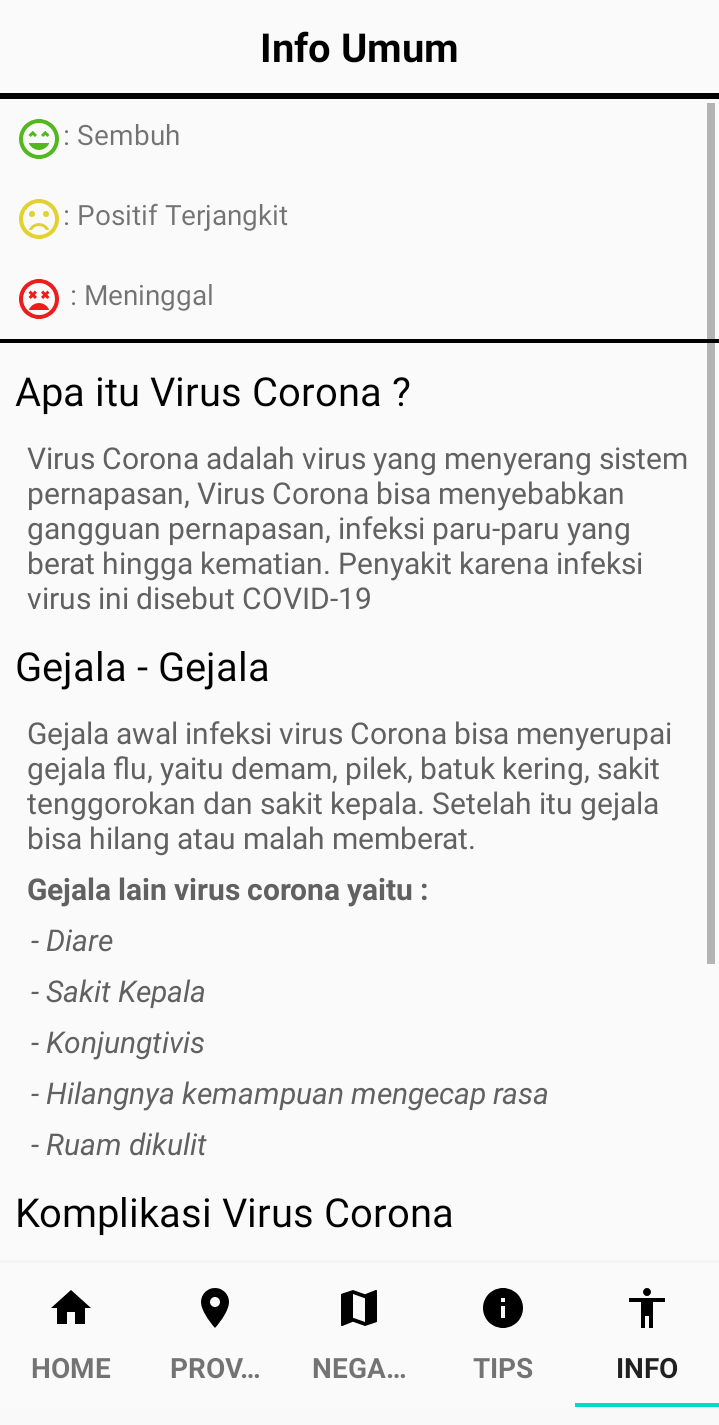 Info Umum
: Sembuh
: Positif Terjangkit
: Meninggal
Apa itu Virus Corona ?
Virus Corona adalah virus yang menyerang sistem
pernapasan, Virus Corona bisa menyebabkan
gangguan pernapasan, infeksi paru-paru yang
berat hingga kematian. Penyakit karena infeksi
virus ini disebut COVID-19
Gejala - Gejala
Gejala awal infeksi virus Corona bisa menyerupai
gejala flu, yaitu demam, pilek, batuk kering, sakit
tenggorokan dan sakit kepala. Setelah itu gejala
bisa hilang atau malah memberat.
Gejala lain virus corona yaitu :
- Diare
- Sakit Kepala
- Konjungtivis
- Hilangnya kemampuan mengecap rasa
- Ruam dikulit
Komplikasi Virus Corona
HOME PROV... NEGA... TIPS INFO